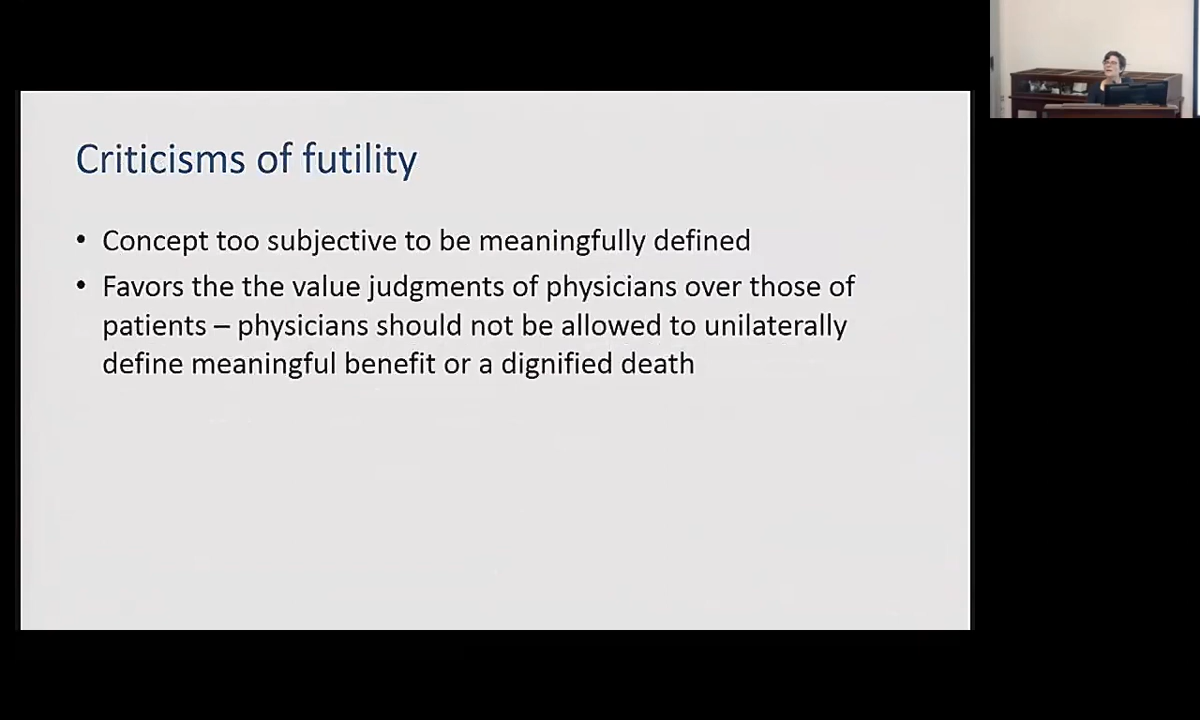 Criticisms of futility
• Concept too subjective to be meaningfully defined
• Favors the the value judgments of physicians over those of
patients – physicians should not be allowed to unilaterally
define meaningful benefit or a dignified death